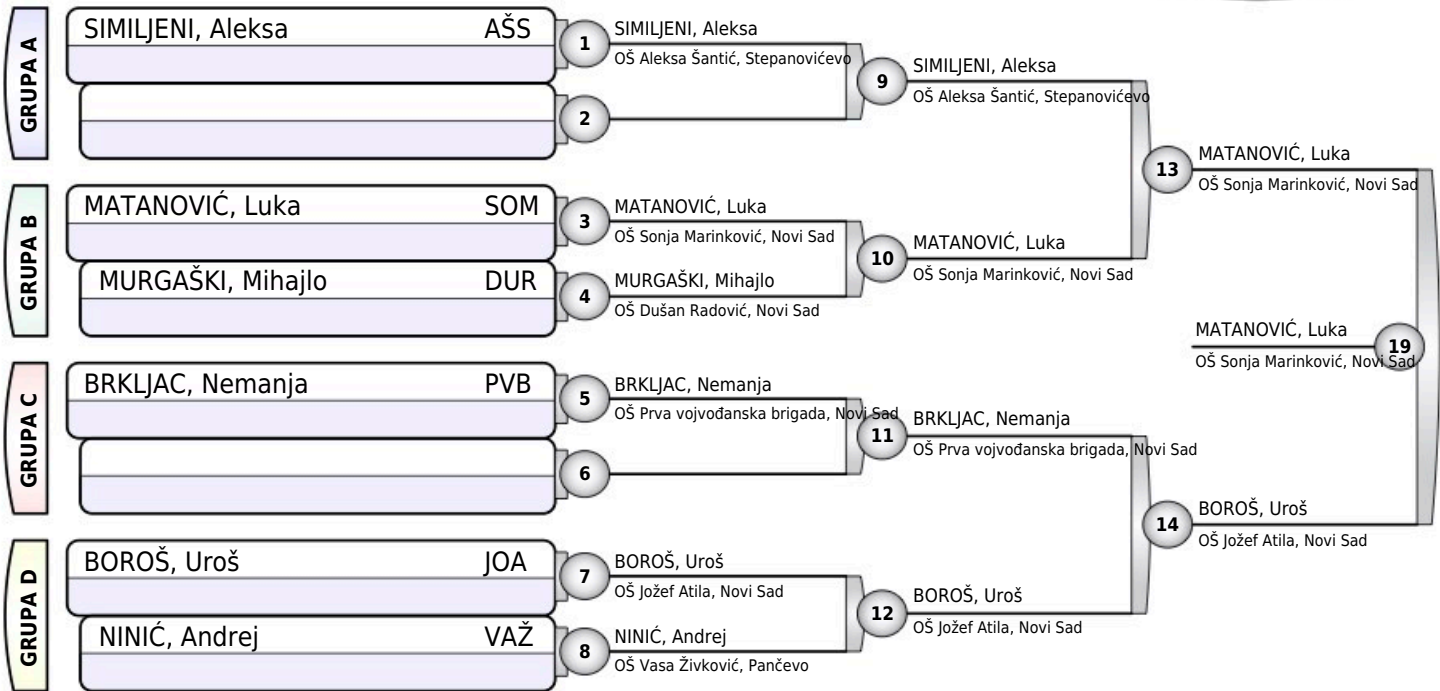 GRUPA A
SIMILJENI, Aleksa AŠS
1
SIMILJENI, Aleksa
OŠ Aleksa Šantić, Stepanovićevo
2
9
SIMILJENI, Aleksa
OŠ Aleksa Šantić, Stepanovićevo
GRUPA B
MATANOVIĆ, Luka SOM
3
MATANOVIĆ, Luka
OŠ Sonja Marinković, Novi Sad
MURGAŠKI, Mihajlo DUR
4
MURGAŠKI, Mihajlo
OŠ Dušan Radović, Novi Sad
10
MATANOVIĆ, Luka
OŠ Sonja Marinković, Novi Sad
13
MATANOVIĆ, Luka
OŠ Sonja Marinković, Novi Sad
GRUPA C
BRKLJAC, Nemanja PVB
5
BRKLJAC, Nemanja
OŠ Prva vojvođanska brigada, Novi Sad
6
11
BRKLJAC, Nemanja
OŠ Prva vojvođanska brigada, Novi Sad
GRUPA D
BOROŠ, Uroš JOA
7
BOROŠ, Uroš
OŠ Jožef Atila, Novi Sad
NINIĆ, Andrej VAŽ
8
NINIĆ, Andrej
OŠ Vasa Živković, Pančevo
12
BOROŠ, Uroš
OŠ Jožef Atila, Novi Sad
14
BOROŠ, Uroš
OŠ Jožef Atila, Novi Sad
MATANOVIĆ, Luka
OŠ Sonja Marinković, Novi Sad
19